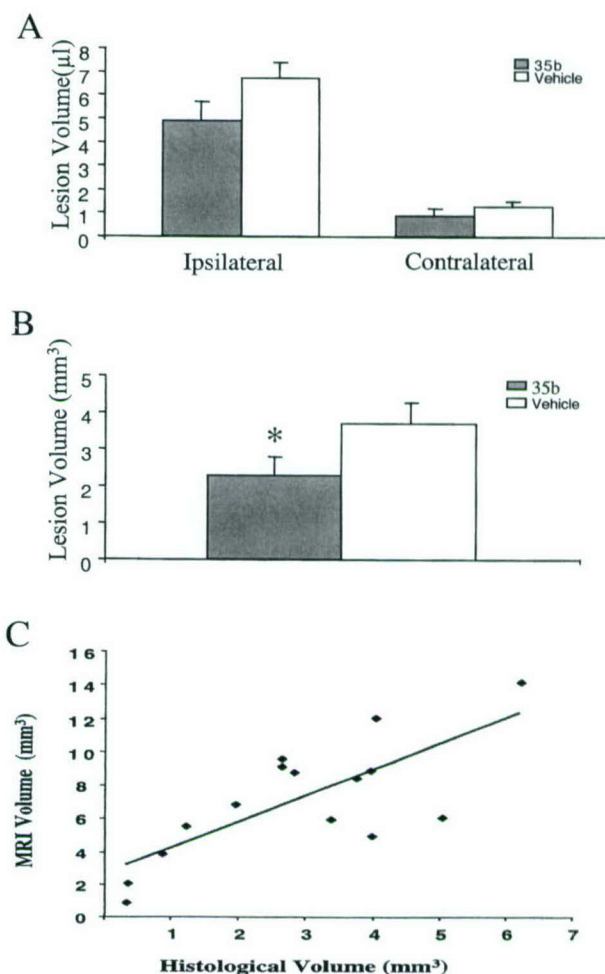 A
Lesion Volume(µl)
8
7
6
5
4
3
2
1
0
35b
Vehicle
Ipsilateral Contralateral
B
Lesion Volume (mm³)
5
4
3
2
1
0
35b
Vehicle
*
C
MRI Volume (mm³)
16
14
12
10
8
6
4
2
0
1 2 3 4 5 6 7
Histological Volume (mm³)